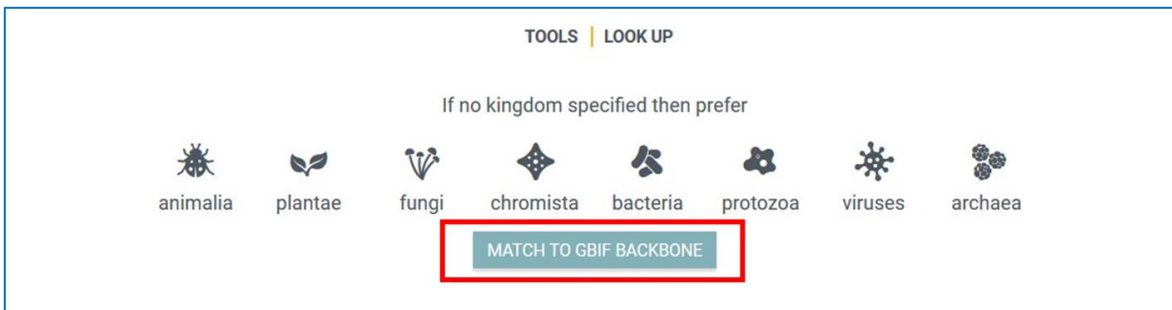 TOOLS | LOOK UP
If no kingdom specified then prefer
animalia plantae fungi chromista bacteria protozoa viruses archaea
MATCH TO GBIF BACKBONE